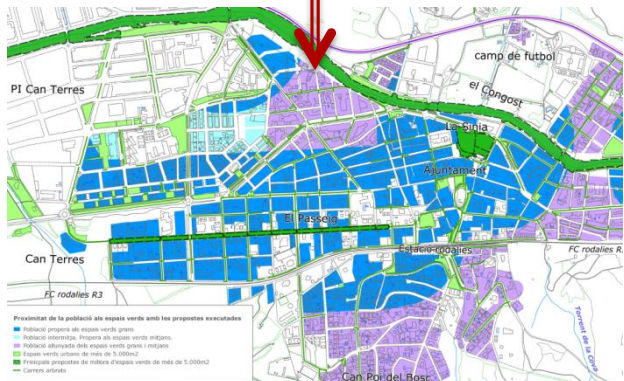 camp de futbol
PI Can Terres
el Congost
La Sínia
Ajuntament
El Passeig
Estació rodalies
Can Terres
FC rodalies R
FC rodalies R3
Torrent de la Cova
Can Poi del Bosc
Proximitat de la població als espais verds amb les propostes executades
Població propera als espais verds grans
Població intermitja. Propera als espais verds mitjans.
Població allunyada dels espais verds grans i mitjans
Espais verds urbans de més de 5.000m2
Principals propostes de millora d'espais verds de més de 5.000m2
Carrers arbrats